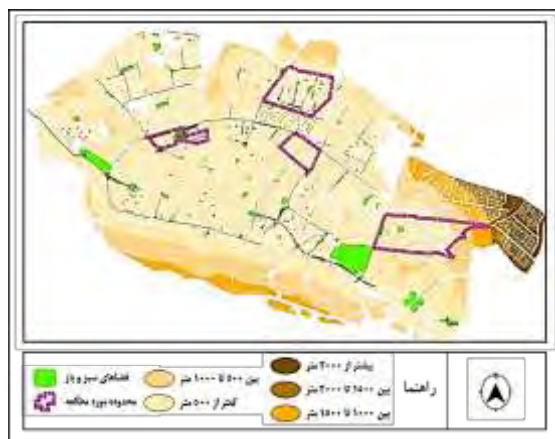 راهنما
بیشتر از ۲۰۰۰ متر
بین ۱۵۰۰ تا ۲۰۰۰ متر
بین ۱۰۰۰ تا ۱۵۰۰ متر
بین ۵۰۰ تا ۱۰۰۰ متر
کمتر از ۵۰۰ متر
فضاهای سبز و باز
محدوده مورد مطالعه